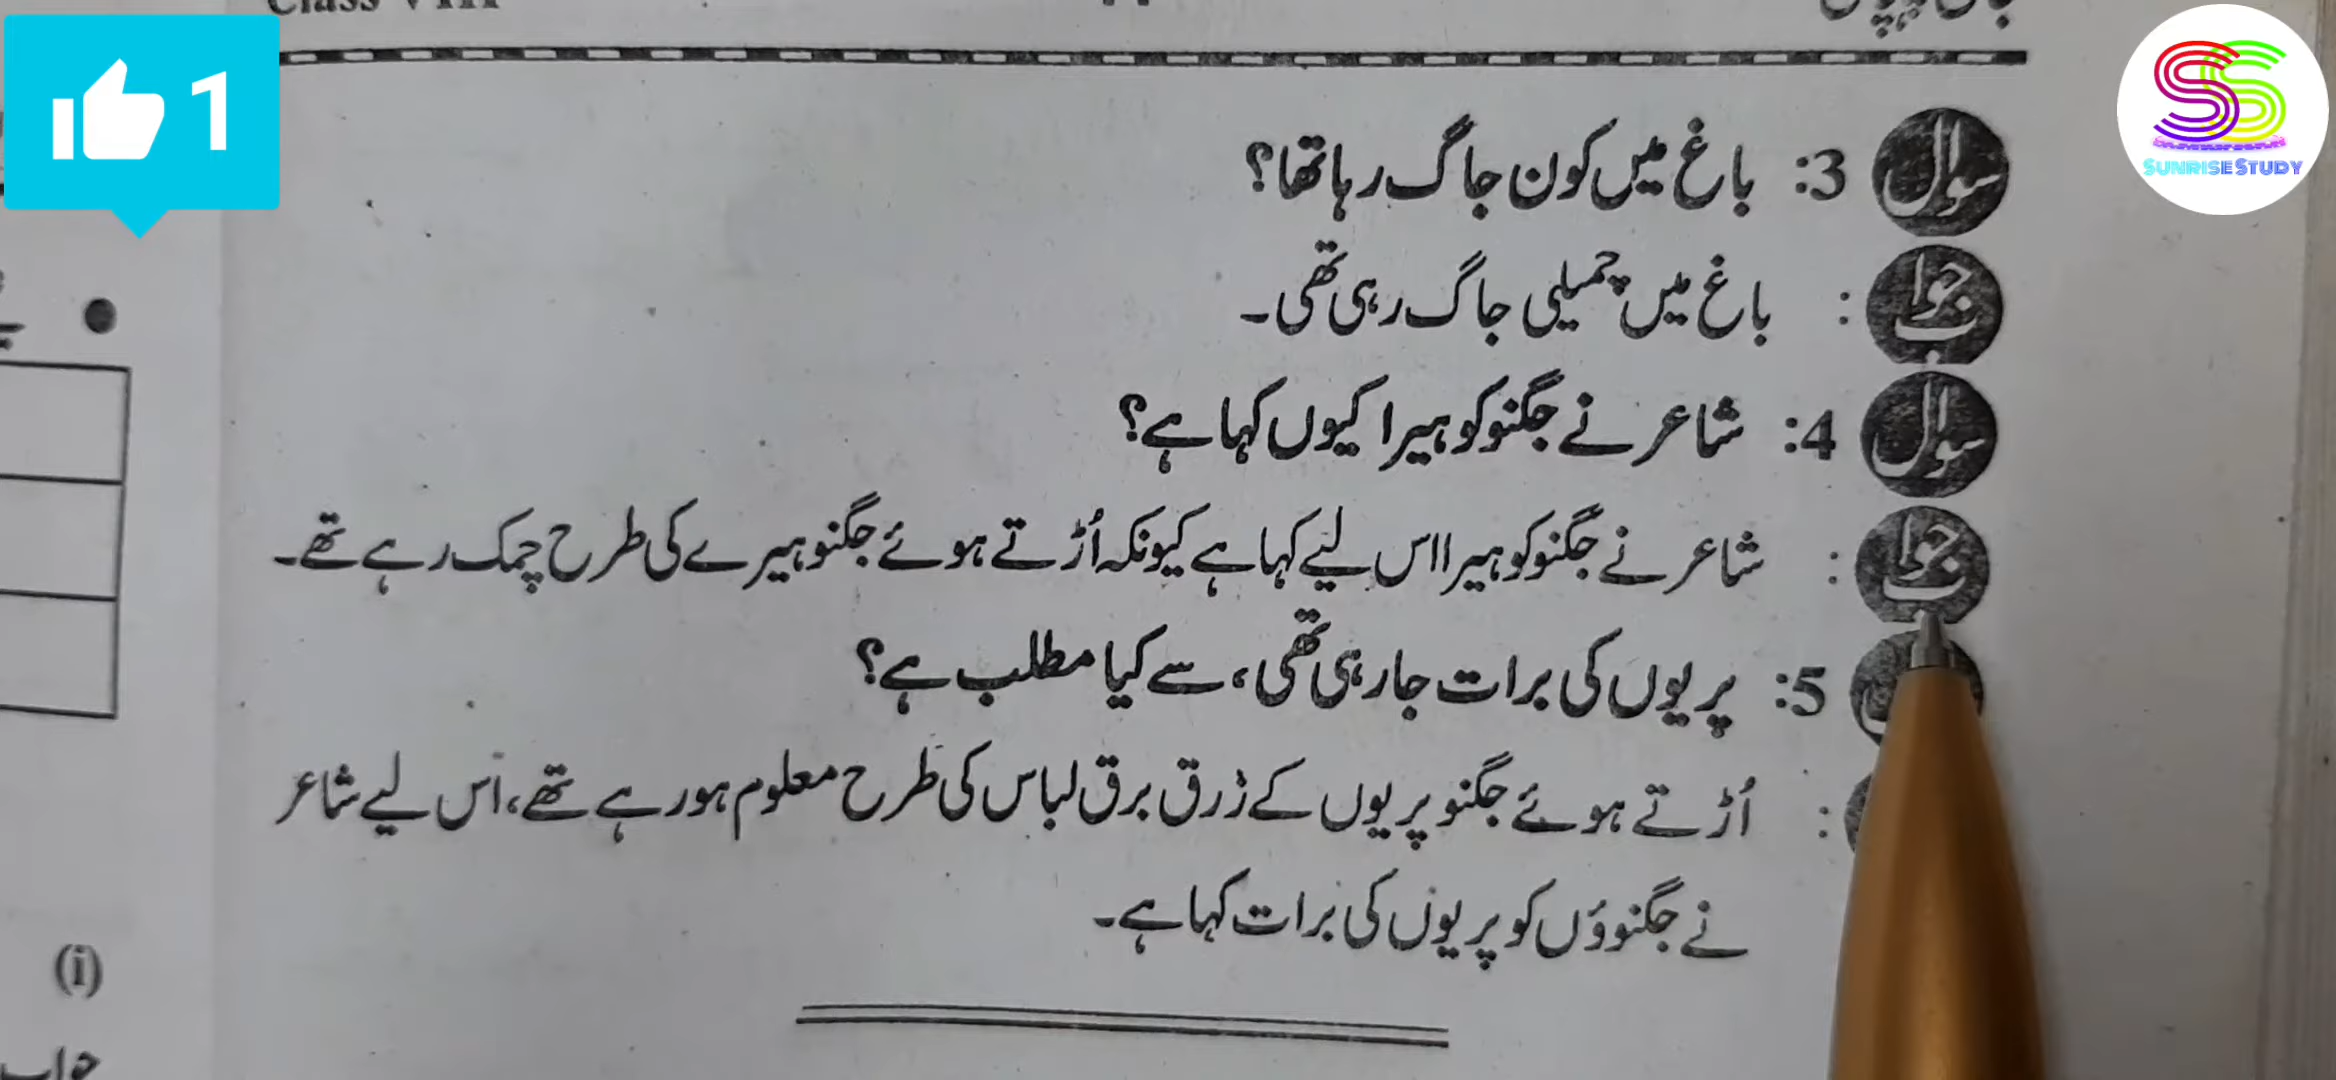 Class VIII
1
SUNRISE STUDY
سوال 3: باغ میں کون جاگ رہا تھا؟
جواب : باغ میں چمیلی جاگ رہی تھی۔
سوال 4: شاعر نے جگنو کو ہیرا کیوں کہا ہے؟
جواب : شاعر نے جگنو کو ہیرا اس لیے کہا ہے کیونکہ اُڑتے ہوئے جگنو ہیرے کی طرح چمک رہے تھے۔
5: پریوں کی برات جا رہی تھی، سے کیا مطلب ہے؟
: اُڑتے ہوئے جگنو پریوں کے زرق برق لباس کی طرح معلوم ہو رہے تھے، اس لیے شاعر
نے جگنوؤں کو پریوں کی برات کہا ہے۔
(i)
جواب